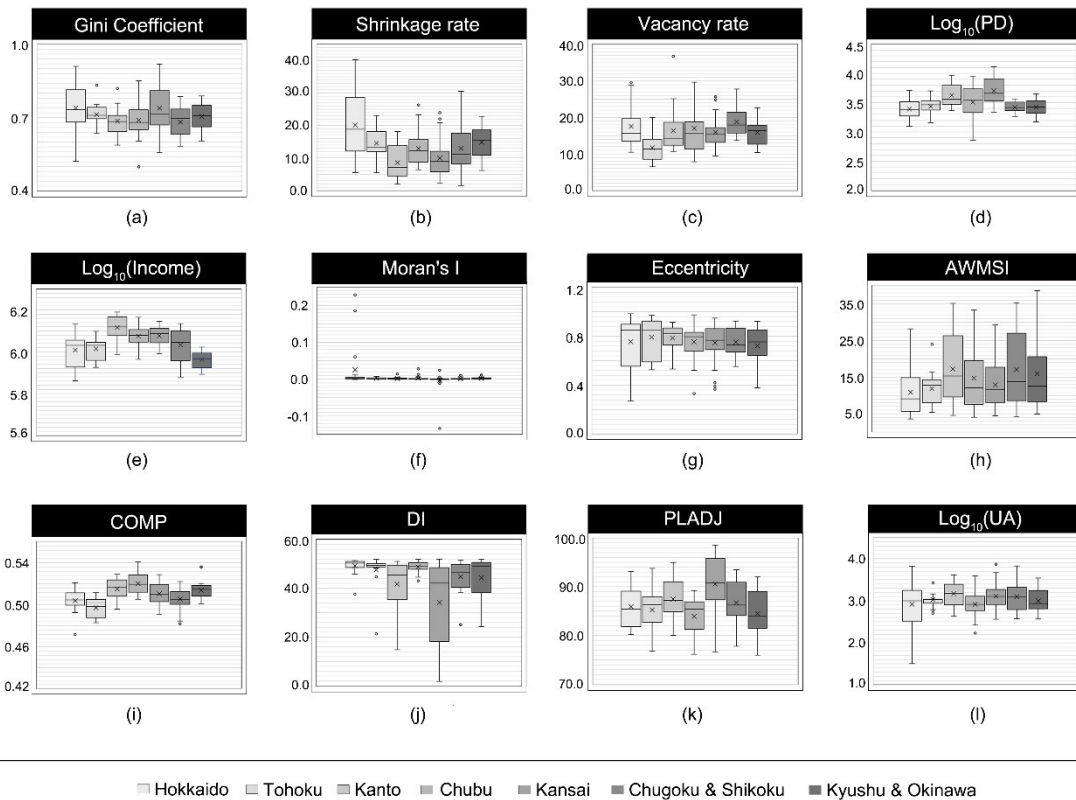 Gini Coefficient
1.0
0.7
0.4
(a)
Shrinkage rate
40.0
30.0
20.0
10.0
0.0
(b)
Vacancy rate
40.0
30.0
20.0
10.0
0.0
(c)
Log10(PD)
4.5
4.0
3.5
3.0
2.5
2.0
(d)
Log10(Income)
6.2
6.0
5.8
5.6
(e)
Moran's I
0.2
0.1
0.0
-0.1
(f)
Eccentricity
1.2
0.8
0.4
0.0
(g)
AWMSI
35.0
25.0
15.0
5.0
(h)
COMP
0.54
0.50
0.46
0.42
(i)
DI
60.0
40.0
20.0
0.0
(j)
PLADJ
100.0
90.0
80.0
70.0
(k)
Log10(UA)
4.0
3.0
2.0
1.0
(l)
Hokkaido Tohoku Kanto Chubu Kansai Chugoku & Shikoku Kyushu & Okinawa